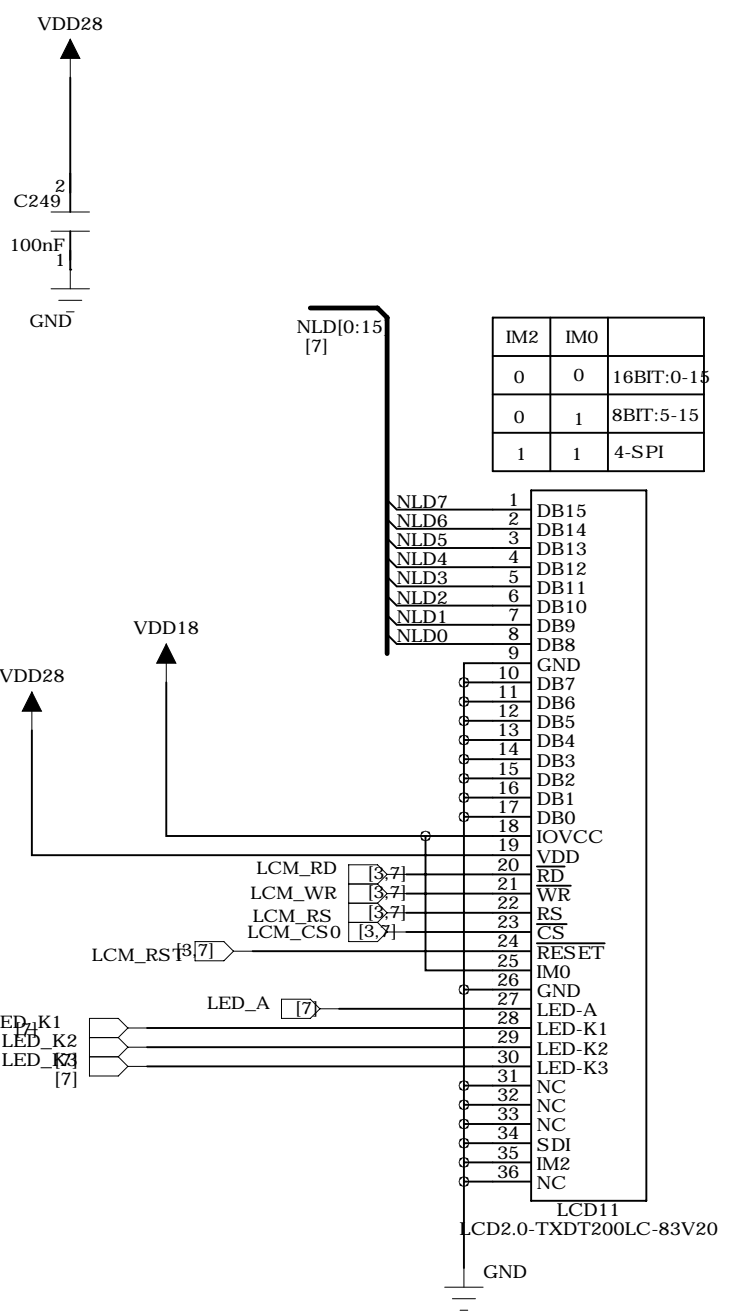 VDD28
2
C249
100nF
1
GND
NLD[0:15
[7]
IM2 IM0
0 0 16BIT:0-15
0 1 8BIT:5-15
1 1 4-SPI
NLD7 1 DB15
NLD6 2 DB14
NLD5 3 DB13
NLD4 4 DB12
NLD3 5 DB11
NLD2 6 DB10
NLD1 7 DB9
NLD0 8 DB8
9 GND
10 DB7
11 DB6
12 DB5
13 DB4
14 DB3
15 DB2
16 DB1
17 DB0
VDD18
18 IOVCC
VDD28
19 VDD
LCM_RD [3,7] 20 RD
LCM_WR [3,7] 21 WR
LCM_RS [3,7] 22 RS
LCM_CS0 [3,7] 23 CS
LCM_RST [3,7] 24 RESET
25 IM0
26 GND
LED_A [7] 27 LED-A
ED_K1 [7] 28 LED-K1
LED_K2 [7] 29 LED-K2
LED_K3 [7] 30 LED-K3
31 NC
32 NC
33 NC
34 SDI
35 IM2
36 NC
LCD11
LCD2.0-TXDT200LC-83V20
GND